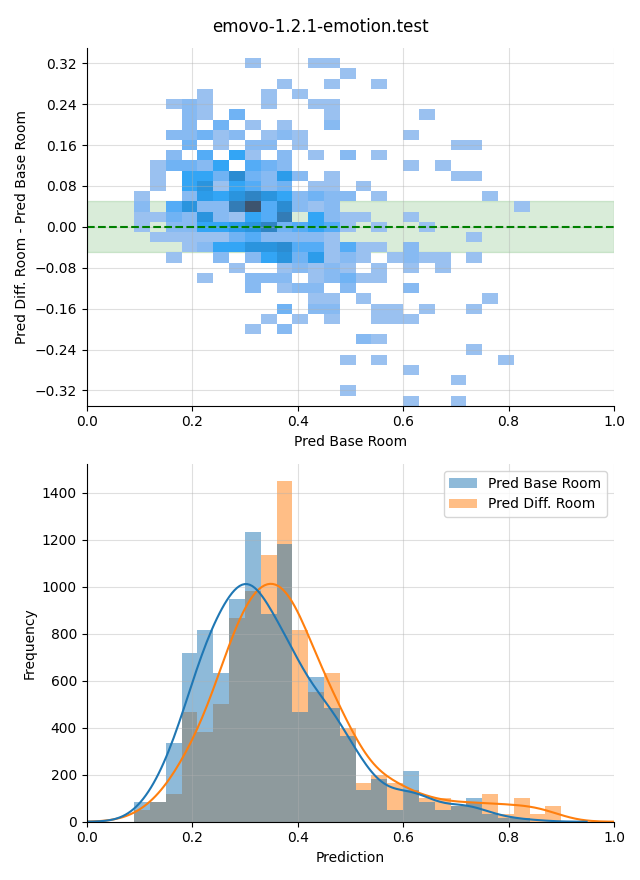 emovo-1.2.1-emotion.test
Pred Diff. Room - Pred Base Room
0.32
0.24
0.16
0.08
0.00
−0.08
−0.16
−0.24
−0.32
0.0 0.2 0.4 0.6 0.8 1.0
Pred Base Room
Frequency
1400
1200
1000
800
600
400
200
0
Pred Base Room
Pred Diff. Room
0.0 0.2 0.4 0.6 0.8 1.0
Prediction